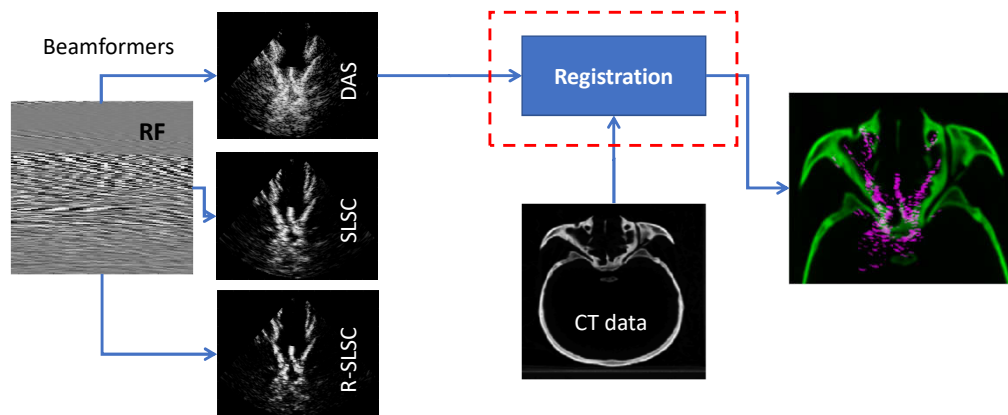 Beamformers
RF
DAS
SLSC
R-SLSC
Registration
CT data